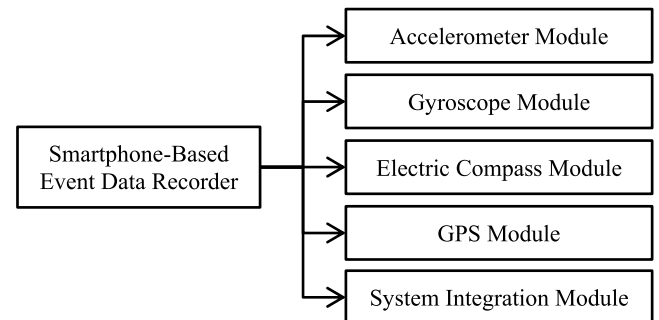 Accelerometer Module
Gyroscope Module
Smartphone-Based
Event Data Recorder
Electric Compass Module
GPS Module
System Integration Module